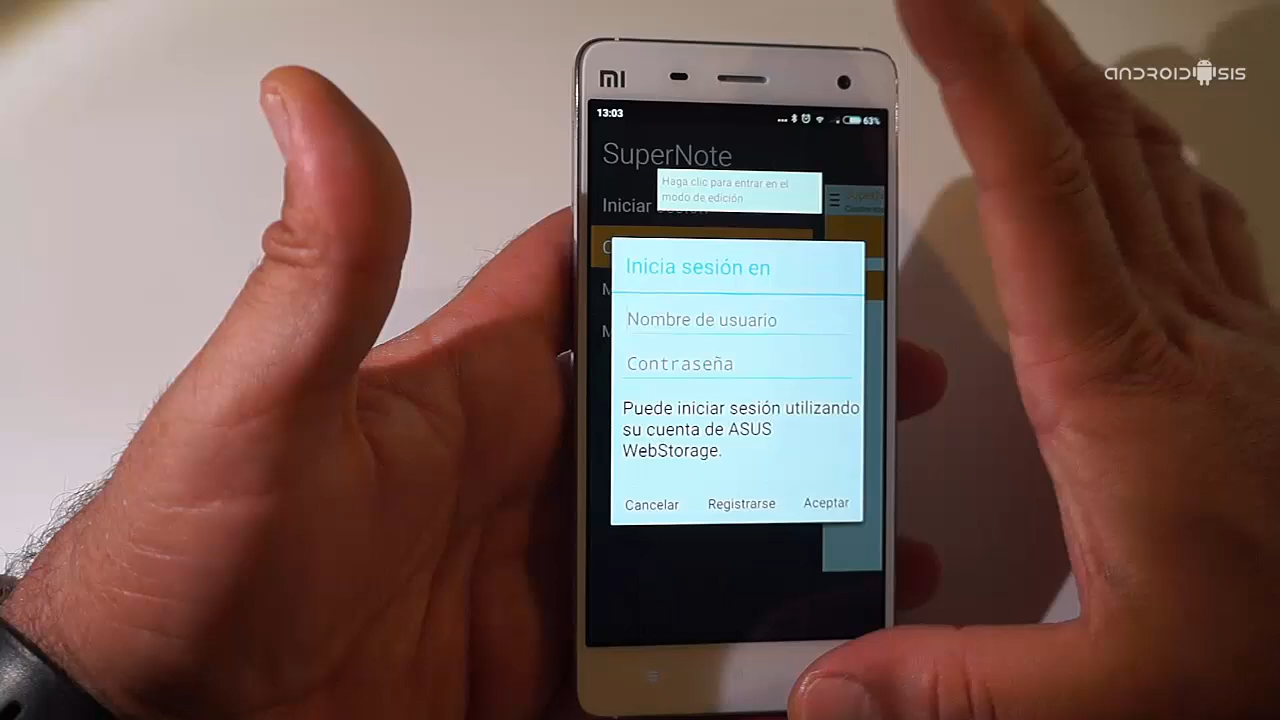 ANDROIDSIS
MI
13:03
63%
SuperNote
Haga clic para entrar en el
modo de edición
Iniciar
Inicia sesión en
Nombre de usuario
Contraseña
Puede iniciar sesión utilizando
su cuenta de ASUS
WebStorage.
Cancelar Registrarse Aceptar